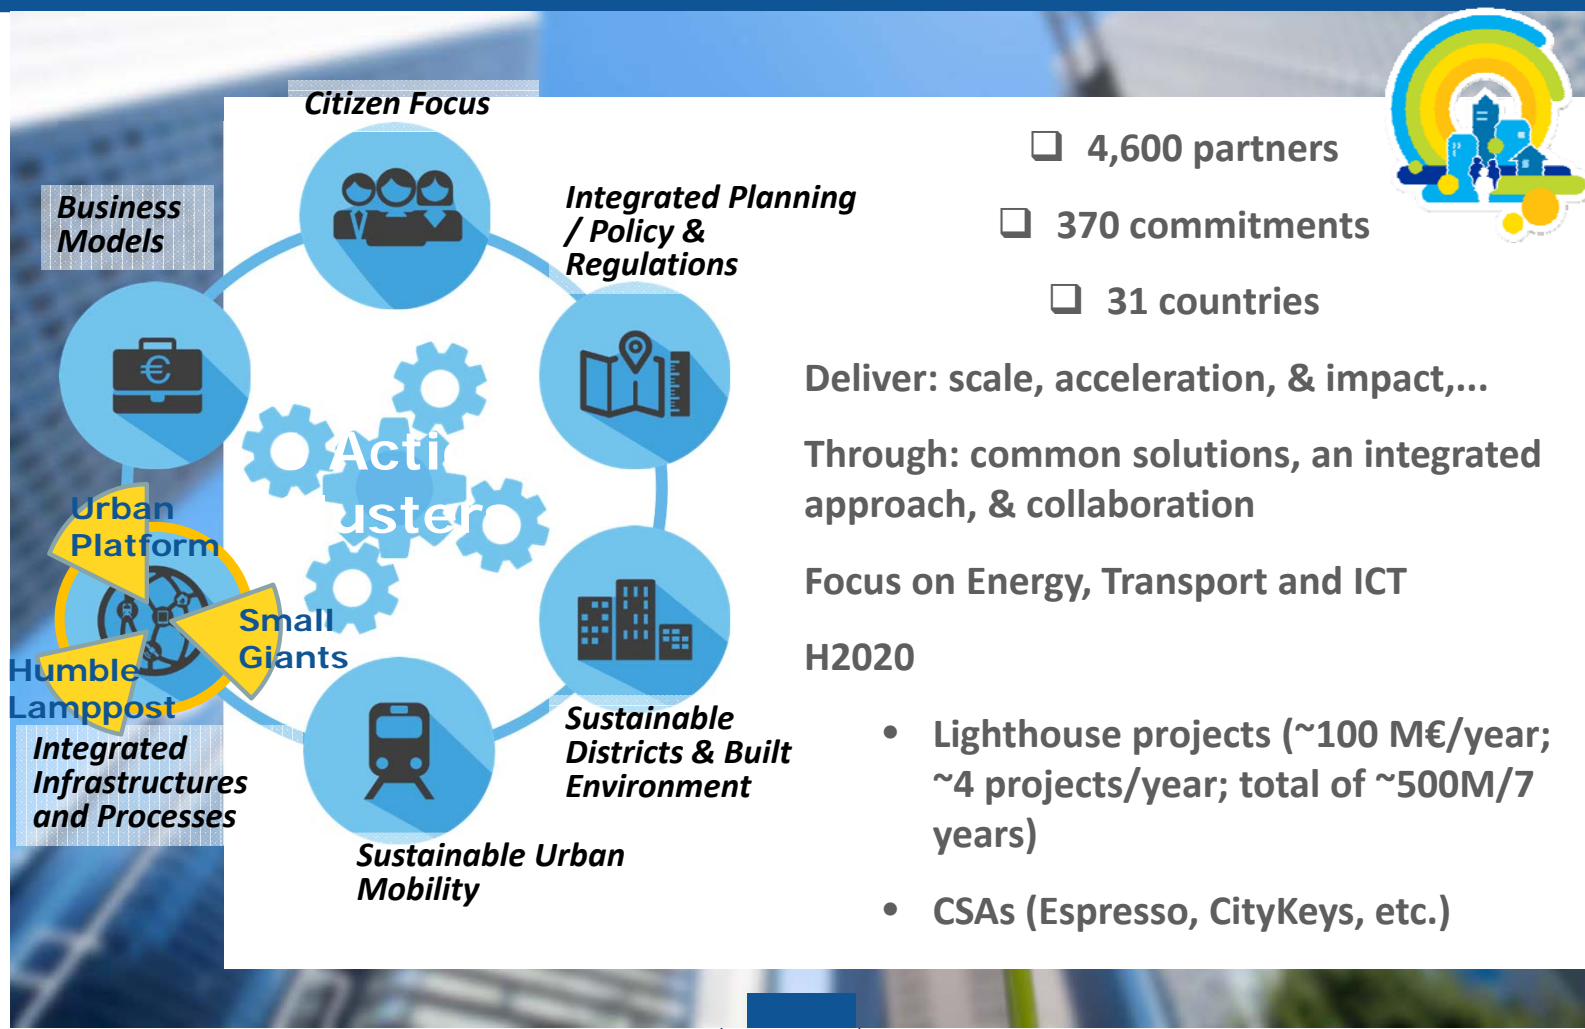 Citizen Focus
Business
Models
Integrated Planning
/ Policy &
Regulations
€
Urban
Platform
Small
Giants
Humble
Lamppost
Integrated
Infrastructures
and Processes
Sustainable
Districts & Built
Environment
Sustainable Urban
Mobility
❑ 4,600 partners
❑ 370 commitments
❑ 31 countries
Deliver: scale, acceleration, & impact,...
Through: common solutions, an integrated
approach, & collaboration
Focus on Energy, Transport and ICT
H2020
• Lighthouse projects (~100 M€/year;
~4 projects/year; total of ~500M/7
years)
• CSAs (Espresso, CityKeys, etc.)